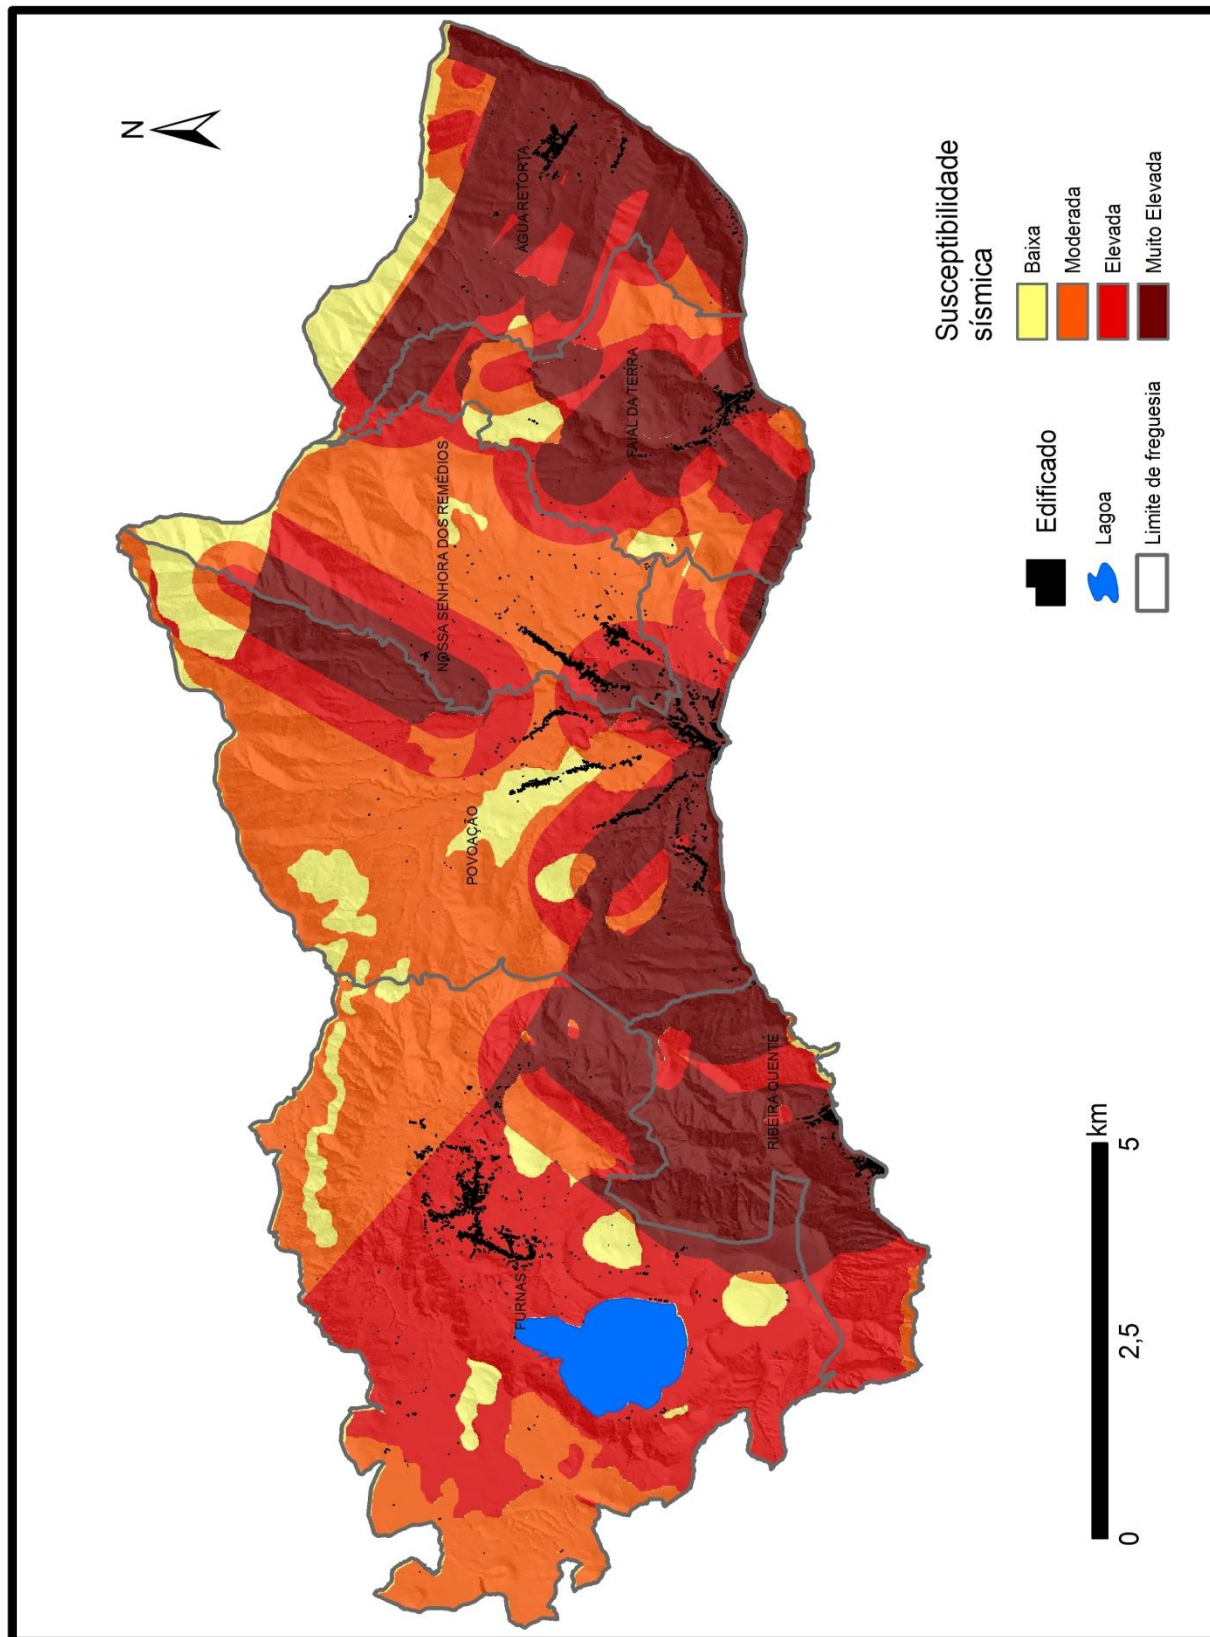 N
ÁGUA RETORTA
FAIAL DA TERRA
NOSSA SENHORA DOS REMÉDIOS
POVOAÇÃO
RIBEIRA QUENTE
FURNAS
Susceptibilidade
sísmica
Baixa
Moderada
Elevada
Muito Elevada
Edificado
Lagoa
Limite de freguesia
0
2,5
5
km